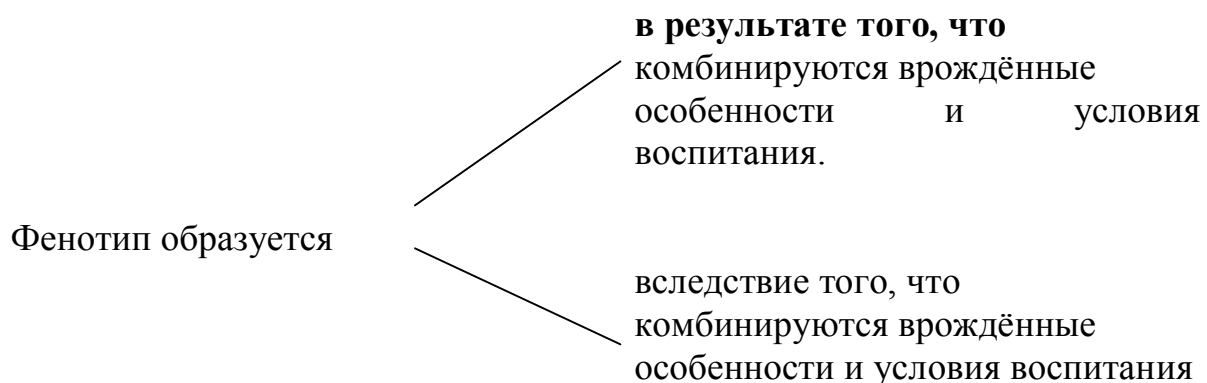 в результате того, что
комбинируются врождённые
особенности и условия
воспитания.
Фенотип образуется
вследствие того, что
комбинируются врождённые
особенности и условия воспитания